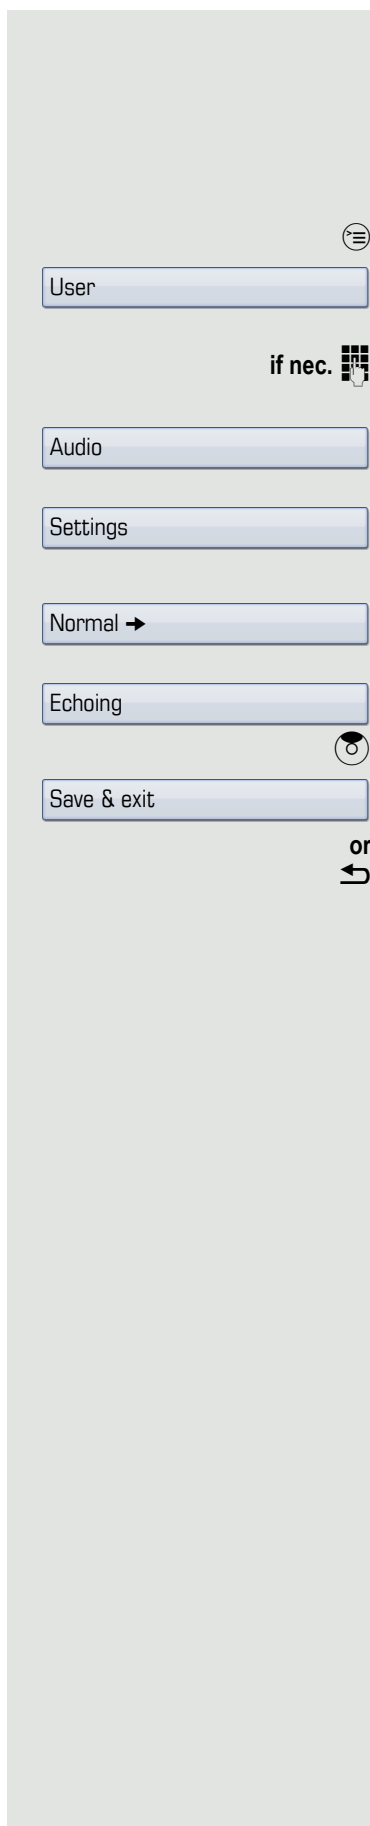 User
if nec.
Audio
Settings
Normal ➔
Echoing
Save & exit
or